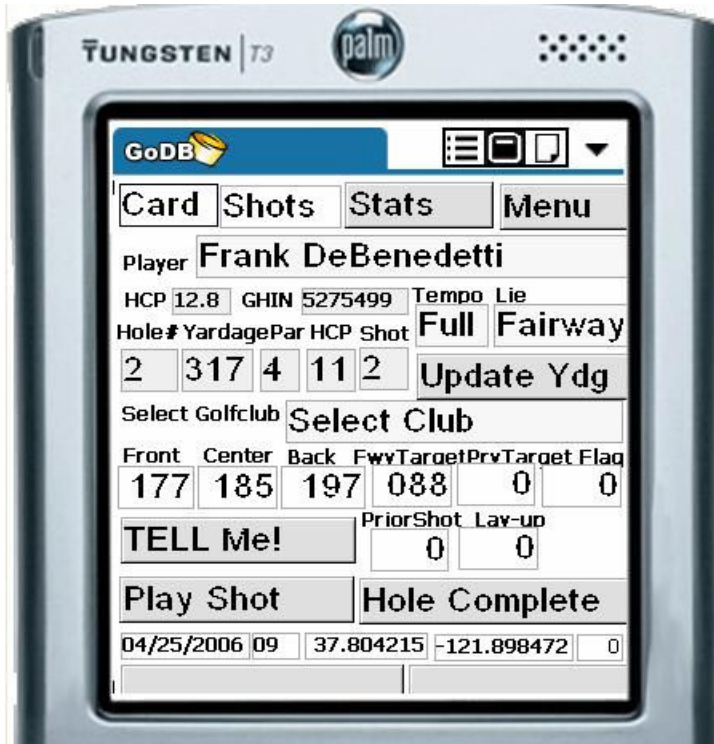 TUNGSTEN T3
palm
GoDB
Card Shots Stats Menu
Player Frank DeBenedetti
HCP 12.8 GHIN 5275499 Tempo Lie
Full Fairway
Hole# Yardage Par HCP Shot
2 317 4 11 2 Update Ydg
Select Golfclub Select Club
Front Center Back FwyTarget PrvTarget Flag
177 185 197 088 0 0
TELL Me! PriorShot Lay-up
0 0
Play Shot Hole Complete
04/25/2006 09 37.804215 -121.898472 0